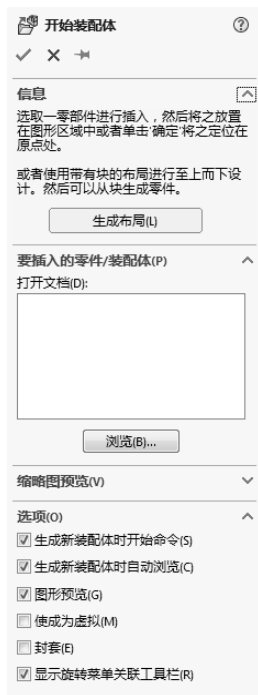 开始装配体
信息
选取一零部件进行插入，然后将之放置
在图形区域中或者单击'确定'将之定位在
原点处。
或者使用带有块的布局进行至上而下设
计。然后可以从块生成零件。
生成布局(L)
要插入的零件/装配体(P)
打开文档(D):
浏览(B)...
缩略图预览(V)
选项(O)
生成新装配体时开始命令(S)
生成新装配体时自动浏览(C)
图形预览(G)
使成为虚拟(M)
封套(E)
显示旋转菜单关联工具栏(R)